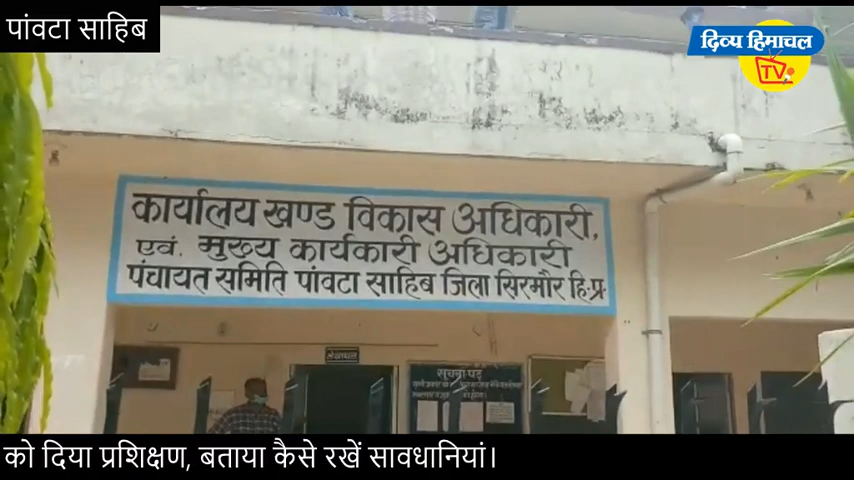 पांवटा साहिब
दिव्य हिमाचल
TV
कार्यालय खण्ड विकास अधिकारी,
एवं. मुख्य कार्यकारी अधिकारी
पंचायत समिति पांवटा साहिब जिला सिरमौर हि.प्र.
सूचना पट्ट
को दिया प्रशिक्षण, बताया कैसे रखें सावधानियां।